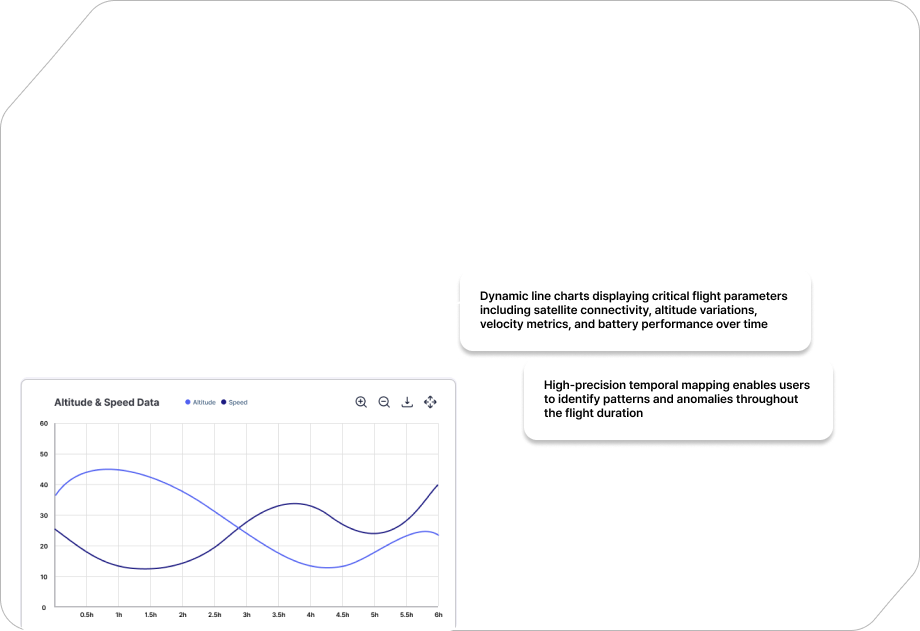 Dynamic line charts displaying critical flight parameters
including satellite connectivity, altitude variations,
velocity metrics, and battery performance over time
High-precision temporal mapping enables users
to identify patterns and anomalies throughout
the flight duration
Altitude & Speed Data
Altitude
Speed
60
50
40
30
20
10
0
0.5h 1h 1.5h 2h 2.5h 3h 3.5h 4h 4.5h 5h 5.5h 6h